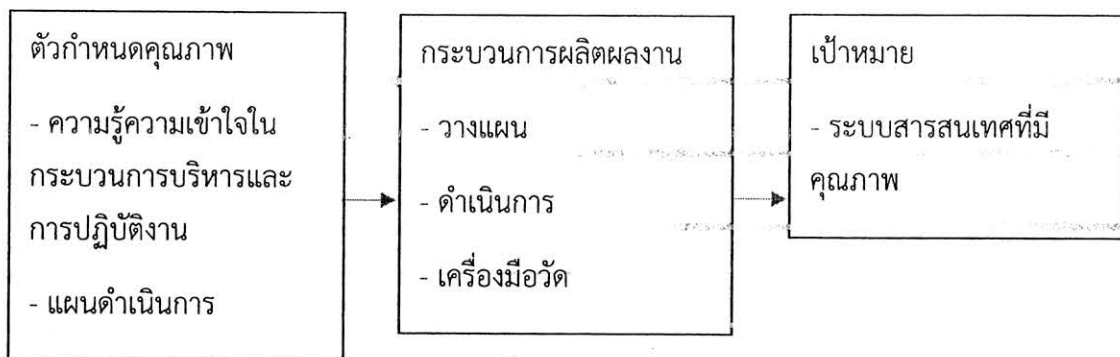 ตัวกำหนดคุณภาพ
- ความรู้ความเข้าใจใน
กระบวนการบริหารและ
การปฏิบัติงาน
- แผนดำเนินการ
กระบวนการผลิตผลงาน
- วางแผน
- ดำเนินการ
- เครื่องมือวัด
เป้าหมาย
- ระบบสารสนเทศที่มี
คุณภาพ